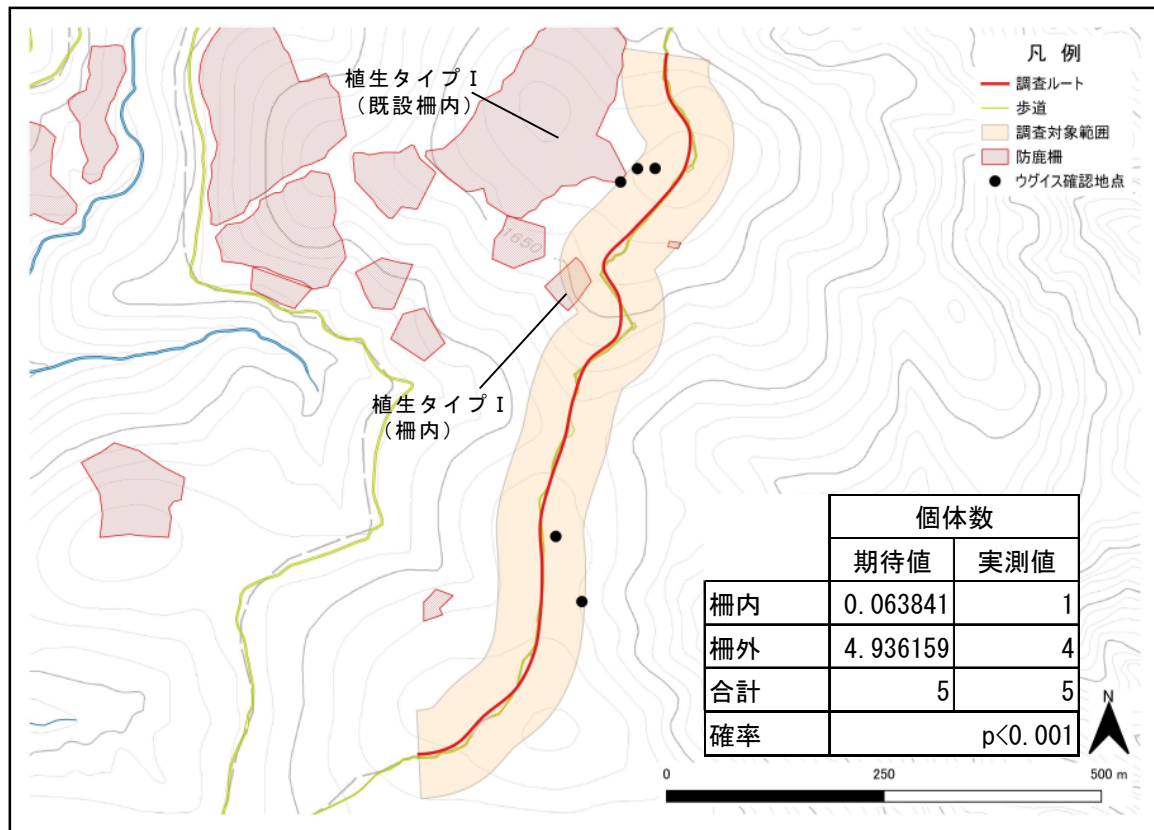 植生タイプⅠ
（既設柵内）
凡 例
調査ルート
歩道
調査対象範囲
防鹿柵
ウグイス確認地点
1650
植生タイプⅠ
（柵内）
個体数
期待値 実測値
柵内 0.063841 1
柵外 4.936159 4
合計 5 5
確率 p<0.001
N
0 250 500 m